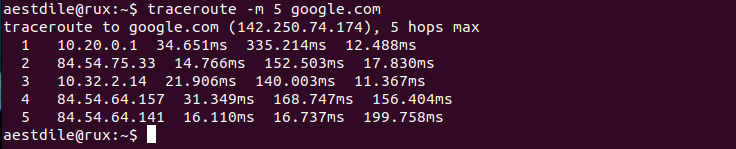 aestdile@rux:~$ traceroute -m 5 google.com
traceroute to google.com (142.250.74.174), 5 hops max
1 10.20.0.1 34.651ms 335.214ms 12.488ms
2 84.54.75.33 14.766ms 152.503ms 17.830ms
3 10.32.2.14 21.906ms 140.003ms 11.367ms
4 84.54.64.157 31.349ms 168.747ms 156.404ms
5 84.54.64.141 16.110ms 16.737ms 199.758ms
aestdile@rux:~$